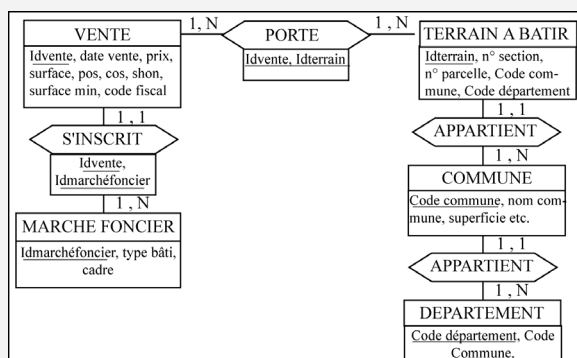 VENTE
Idvente, date vente, prix,
surface, pos, cos, shon,
surface min, code fiscal
1, N
PORTE
Idvente, Idterrain
1, N
TERRAIN A BATIR
Idterrain, n° section,
n° parcelle, Code com-
mune, Code département
1, 1
S'INSCRIT
Idvente,
Idmarchéfoncier
1, N
MARCHE FONCIER
Idmarchéfoncier, type bâti,
cadre
1, 1
APPARTIENT
1, N
COMMUNE
Code commune, nom com-
mune, superficie etc.
1, 1
APPARTIENT
1, N
DEPARTEMENT
Code département, Code
Commune,